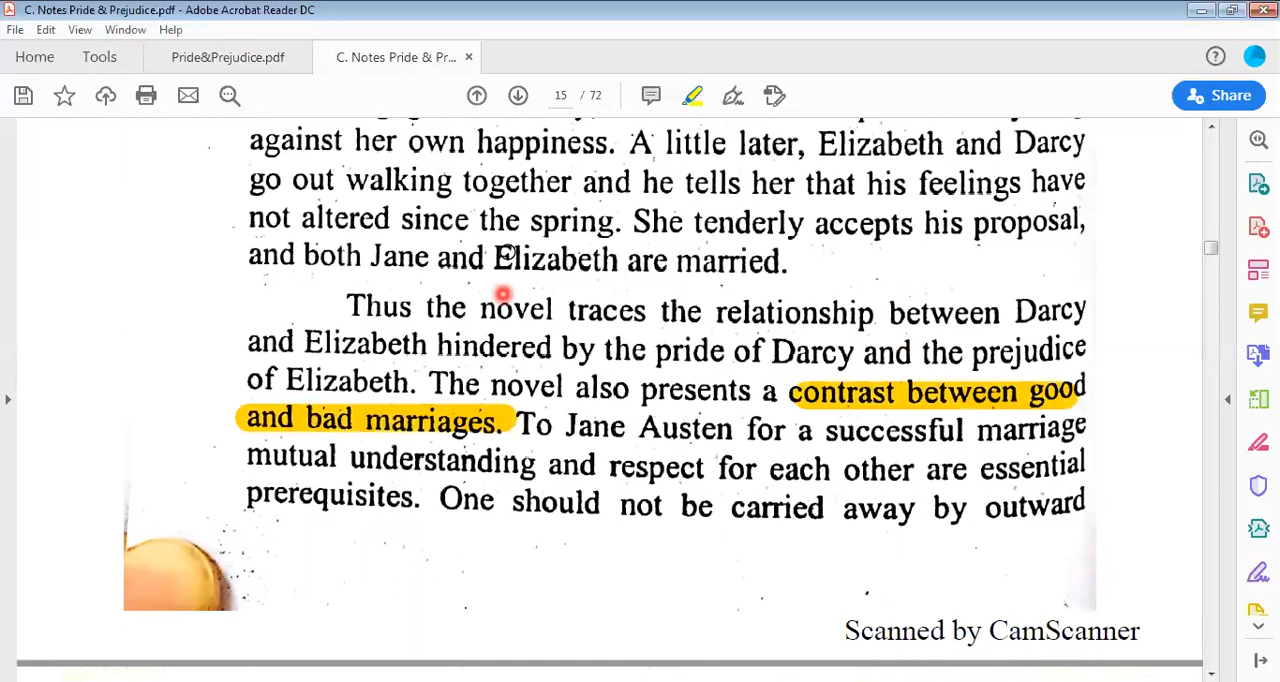 C. Notes Pride & Prejudice.pdf - Adobe Acrobat Reader DC
File Edit View Window Help
Home Tools Pride&Prejudice.pdf C. Notes Pride & Pr... ×
15 / 72 Share
against her own happiness. A little later, Elizabeth and Darcy
go out walking together and he tells her that his feelings have
not altered since the spring. She tenderly accepts his proposal,
and both Jane and Elizabeth are married.
Thus the novel traces the relationship between Darcy
and Elizabeth hindered by the pride of Darcy and the prejudice
of Elizabeth. The novel also presents a contrast between good
and bad marriages. To Jane Austen for a successful marriage
mutual understanding and respect for each other are essential
prerequisites. One should not be carried away by outward
Scanned by CamScanner